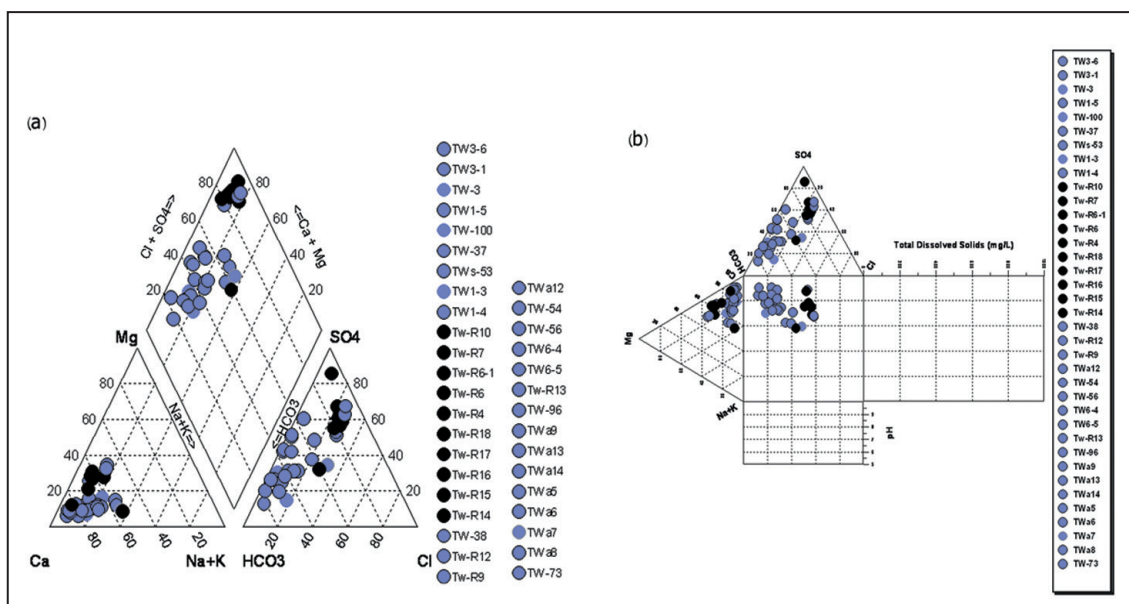 (a)
80
80
60
60
40
40
20
20
Cl + SO4=>
<=Ca + Mg
Mg
SO4
Na+K=>
<=HCO3
80
80
60
60
40
40
20
20
80
60
40
20
20
40
60
80
Ca
Na+K
HCO3
Cl
TW3-6
TW3-1
TW-3
TW1-5
TW-100
TW-37
TWs-53
TW1-3
TW1-4
Tw-R10
Tw-R7
Tw-R6-1
Tw-R6
Tw-R4
Tw-R18
Tw-R17
Tw-R16
Tw-R15
Tw-R14
TW-38
Tw-R12
Tw-R9
TWa12
TW-54
TW-56
TW6-4
TW6-5
Tw-R13
TW-96
TWa9
TWa13
TWa14
TWa5
TWa6
TWa7
TWa8
TW-73
(b)
SO4
HCO3
Cl
Total Dissolved Solids (mg/L)
Mg
Na+K
pH
TW3-6
TW3-1
TW-3
TW1-5
TW-100
TW-37
TWs-53
TW1-3
TW1-4
Tw-R10
Tw-R7
Tw-R6-1
Tw-R6
Tw-R4
Tw-R18
Tw-R17
Tw-R16
Tw-R15
Tw-R14
TW-38
Tw-R12
Tw-R9
TWa12
TW-54
TW-56
TW6-4
TW6-5
Tw-R13
TW-96
TWa9
TWa13
TWa14
TWa5
TWa6
TWa7
TWa8
TW-73